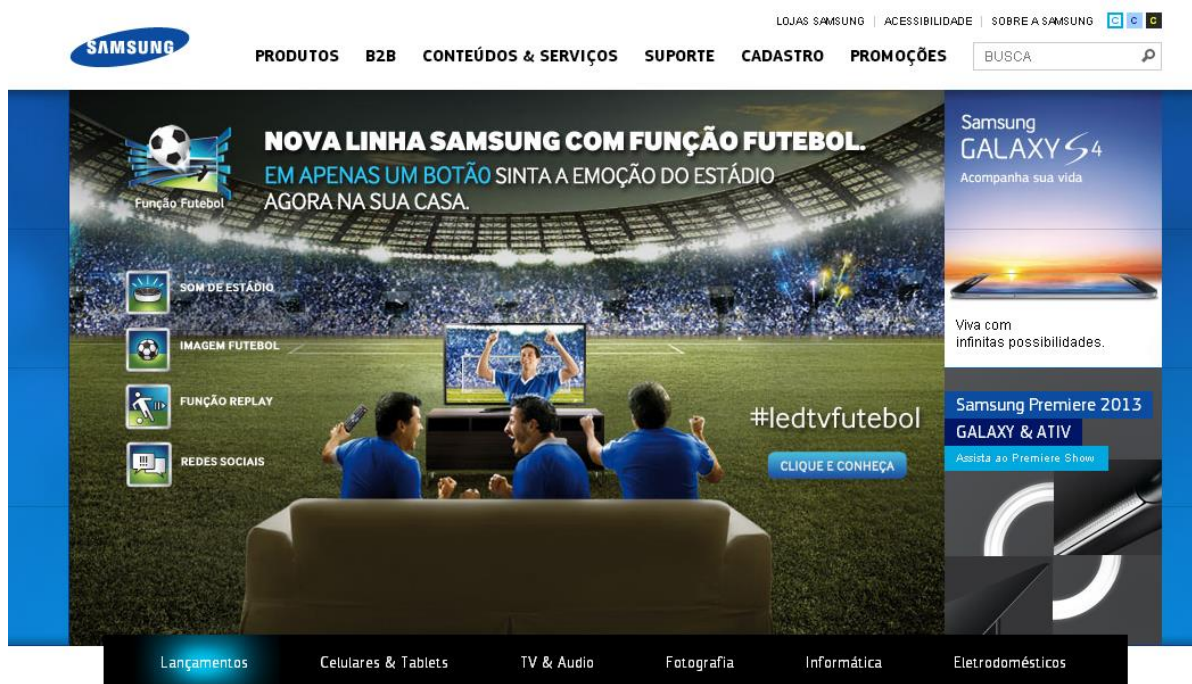 LOJAS SAMSUNG | ACESSIBILIDADE | SOBRE A SAMSUNG C C C
SAMSUNG
PRODUTOS B2B CONTEÚDOS & SERVIÇOS SUPORTE CADASTRO PROMOÇÕES BUSCA
NOVA LINHA SAMSUNG COM FUNÇÃO FUTEBOL.
EM APENAS UM BOTÃO SINTA A EMOÇÃO DO ESTÁDIO
AGORA NA SUA CASA.
Função Futebol
SOM DE ESTÁDIO
IMAGEM FUTEBOL
FUNÇÃO REPLAY
REDES SOCIAIS
#ledtvfutebol
CLIQUE E CONHEÇA
Samsung
GALAXY S4
Acompanha sua vida
Viva com
infinitas possibilidades.
Samsung Premiere 2013
GALAXY & ATIV
Assista ao Premiere Show
Lançamentos Celulares & Tablets TV & Audio Fotografia Informática Eletrodomésticos